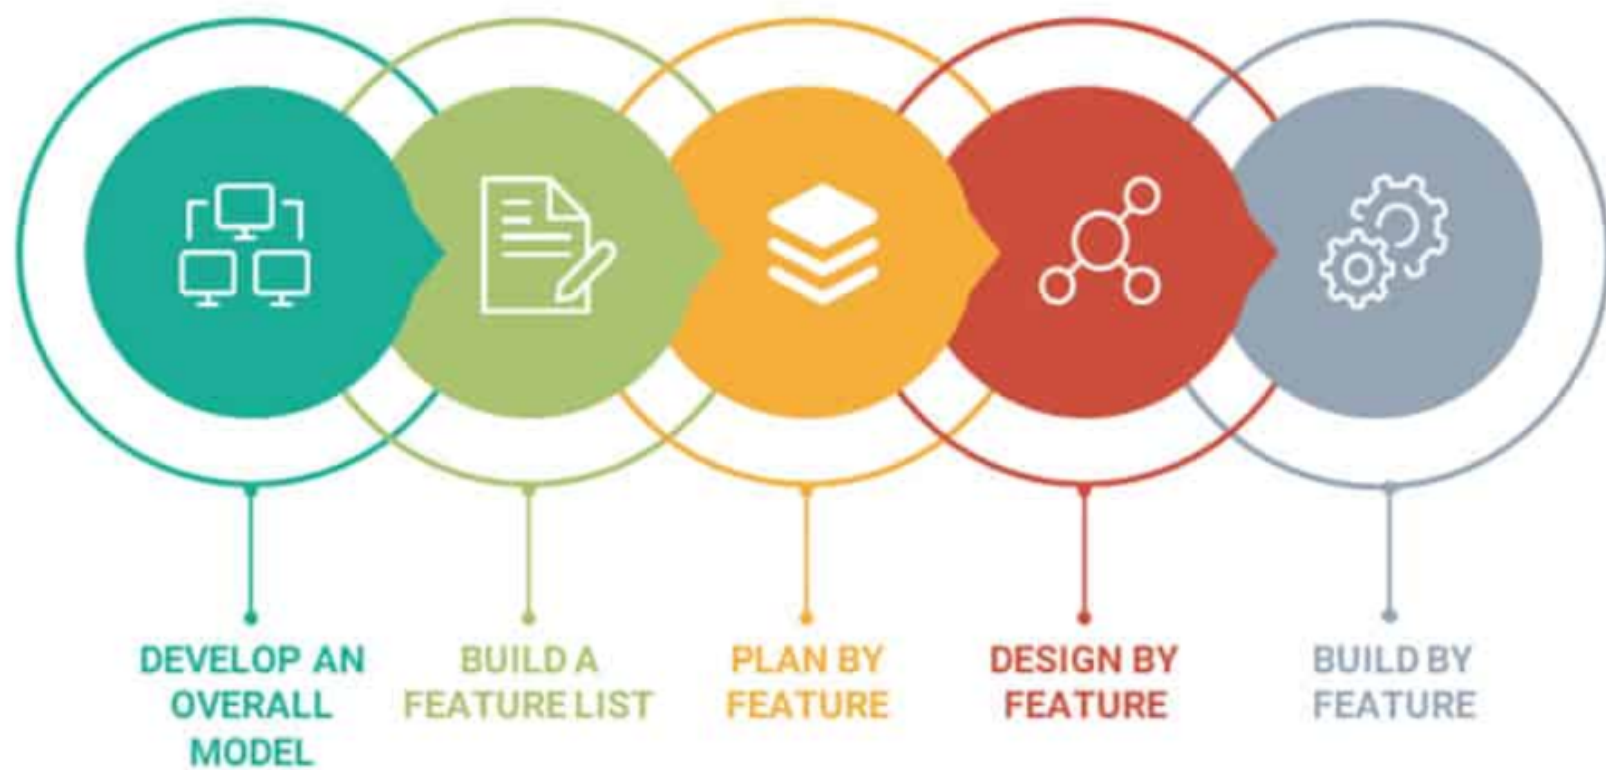 DEVELOP AN
OVERALL
MODEL
BUILD A
FEATURE LIST
PLAN BY
FEATURE
DESIGN BY
FEATURE
BUILD BY
FEATURE